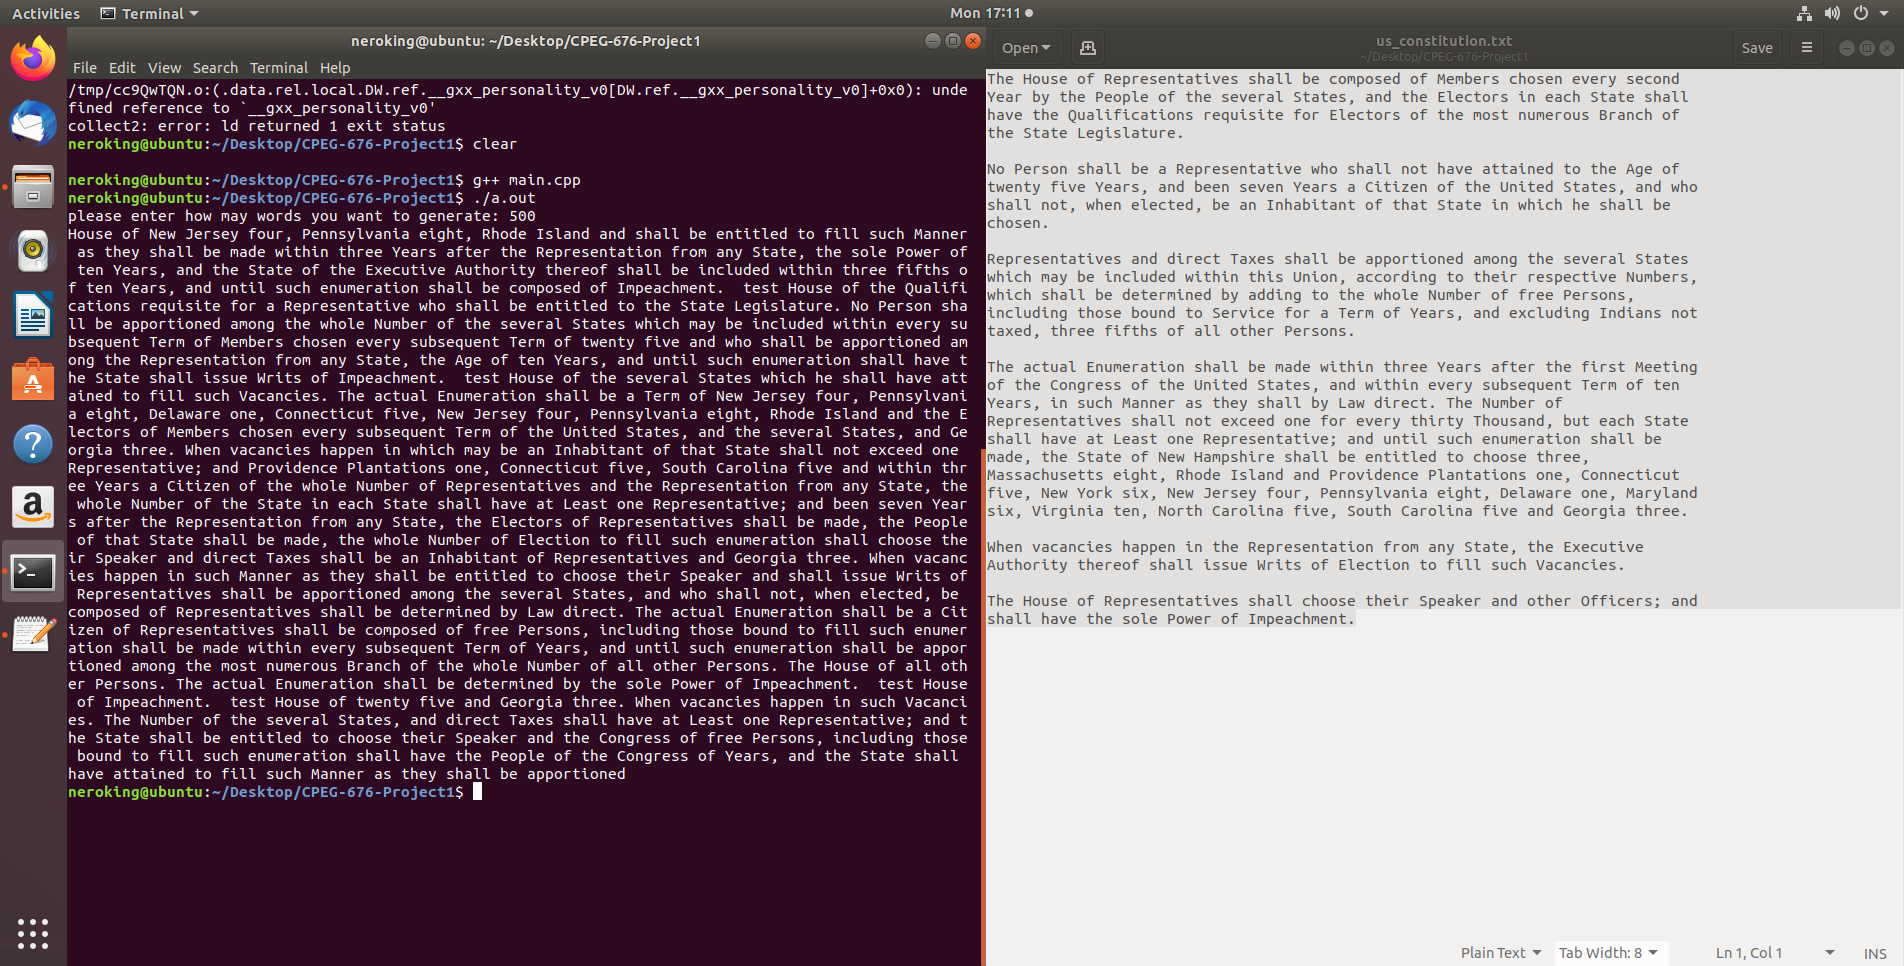 Activities
Terminal
Mon 17:11
neroking@ubuntu: ~/Desktop/CPEG-676-Project1
File Edit View Search Terminal Help
/tmp/cc9QwTQN.o:(.data.rel.local.DW.ref.__gxx_personality_v0[DW.ref.__gxx_personality_v0]+0x0): unde
fined reference to `__gxx_personality_v0'
collect2: error: ld returned 1 exit status
neroking@ubuntu:~/Desktop/CPEG-676-Project1$ clear
neroking@ubuntu:~/Desktop/CPEG-676-Project1$ g++ main.cpp
neroking@ubuntu:~/Desktop/CPEG-676-Project1$ ./a.out
please enter how may words you want to generate: 500
House of New Jersey four, Pennsylvania eight, Rhode Island and shall be entitled to fill such Manner
 as they shall be made within three Years after the Representation from any State, the sole Power of
 ten Years, and the State of the Executive Authority thereof shall be included within three fifths o
f ten Years, and until such enumeration shall be composed of Impeachment.  test House of the Qualifi
cations requisite for a Representative who shall be entitled to the State Legislature. No Person sha
ll be apportioned among the whole Number of the several States which may be included within every su
bsequent Term of Members chosen every subsequent Term of twenty five and who shall be apportioned am
ong the Representation from any State, the Age of ten Years, and until such enumeration shall have t
he State shall issue Writs of Impeachment.  test House of the several States which he shall have att
ained to fill such Vacancies. The actual Enumeration shall be a Term of New Jersey four, Pennsylvani
a eight, Delaware one, Connecticut five, New Jersey four, Pennsylvania eight, Rhode Island and the E
lectors of Members chosen every subsequent Term of the United States, and the several States, and Ge
orgia three. When vacancies happen in which may be an Inhabitant of that State shall not exceed one
Representative; and Providence Plantations one, Connecticut five, South Carolina five and within thr
ee Years a Citizen of the whole Number of Representatives and the Representation from any State, the
 whole Number of the State in each State shall have at Least one Representative; and been seven Year
s after the Representation from any State, the Electors of Representatives shall be made, the People
 of that State shall be made, the whole Number of Election to fill such enumeration shall choose the
ir Speaker and direct Taxes shall be an Inhabitant of Representatives and Georgia three. When vacanc
ies happen in such Manner as they shall be entitled to choose their Speaker and shall issue Writs of
 Representatives shall be apportioned among the several States, and who shall not, when elected, be
composed of Representatives shall be determined by Law direct. The actual Enumeration shall be a Cit
izen of Representatives shall be composed of free Persons, including those bound to fill such enumer
ation shall be made within every subsequent Term of Years, and until such enumeration shall be appor
tioned among the most numerous Branch of the whole Number of all other Persons. The House of all oth
er Persons. The actual Enumeration shall be determined by the sole Power of Impeachment.  test House
 of Impeachment.  test House of twenty five and Georgia three. When vacancies happen in such Vacanci
es. The Number of the several States, and direct Taxes shall have at Least one Representative; and t
he State shall be entitled to choose their Speaker and the Congress of free Persons, including those
 bound to fill such enumeration shall have the People of the Congress of Years, and the State shall
have attained to fill such Manner as they shall be apportioned
neroking@ubuntu:~/Desktop/CPEG-676-Project1$
Open
us_constitution.txt
~/Desktop/CPEG-676-Project1
Save
The House of Representatives shall be composed of Members chosen every second
Year by the People of the several States, and the Electors in each State shall
have the Qualifications requisite for Electors of the most numerous Branch of
the State Legislature.
No Person shall be a Representative who shall not have attained to the Age of
twenty five Years, and been seven Years a Citizen of the United States, and who
shall not, when elected, be an Inhabitant of that State in which he shall be
chosen.
Representatives and direct Taxes shall be apportioned among the several States
which may be included within this Union, according to their respective Numbers,
which shall be determined by adding to the whole Number of free Persons,
including those bound to Service for a Term of Years, and excluding Indians not
taxed, three fifths of all other Persons.
The actual Enumeration shall be made within three Years after the first Meeting
of the Congress of the United States, and within every subsequent Term of ten
Years, in such Manner as they shall by Law direct. The Number of
Representatives shall not exceed one for every thirty Thousand, but each State
shall have at Least one Representative; and until such enumeration shall be
made, the State of New Hampshire shall be entitled to choose three,
Massachusetts eight, Rhode Island and Providence Plantations one, Connecticut
five, New York six, New Jersey four, Pennsylvania eight, Delaware one, Maryland
six, Virginia ten, North Carolina five, South Carolina five and Georgia three.
When vacancies happen in the Representation from any State, the Executive
Authority thereof shall issue Writs of Election to fill such Vacancies.
The House of Representatives shall choose their Speaker and other Officers; and
shall have the sole Power of Impeachment.
Plain Text
Tab Width: 8
Ln 1, Col 1
INS